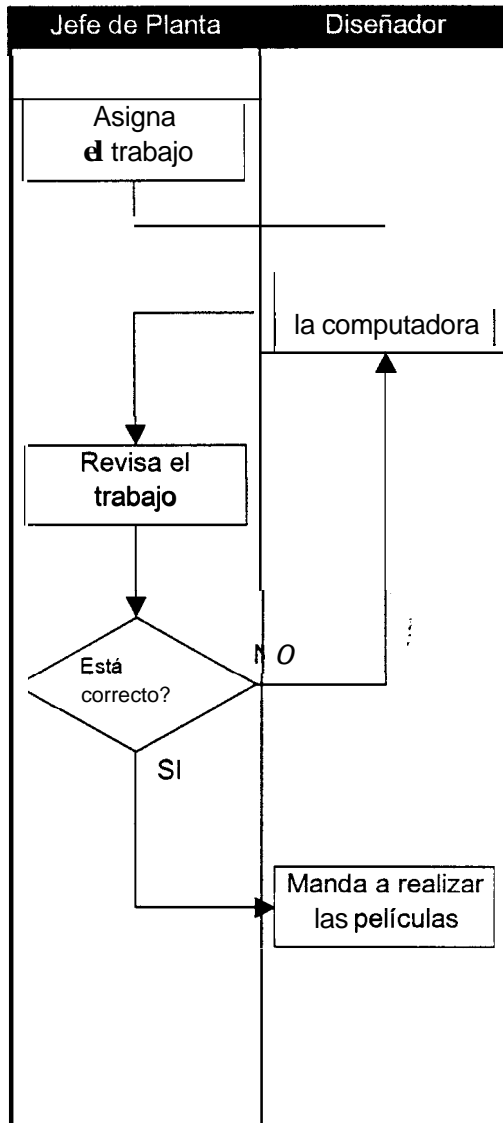 Jefe de Planta
Diseñador
Asigna
el trabajo
la computadora
Revisa el
trabajo
Está
correcto?
NO
SI
Manda a realizar
las películas